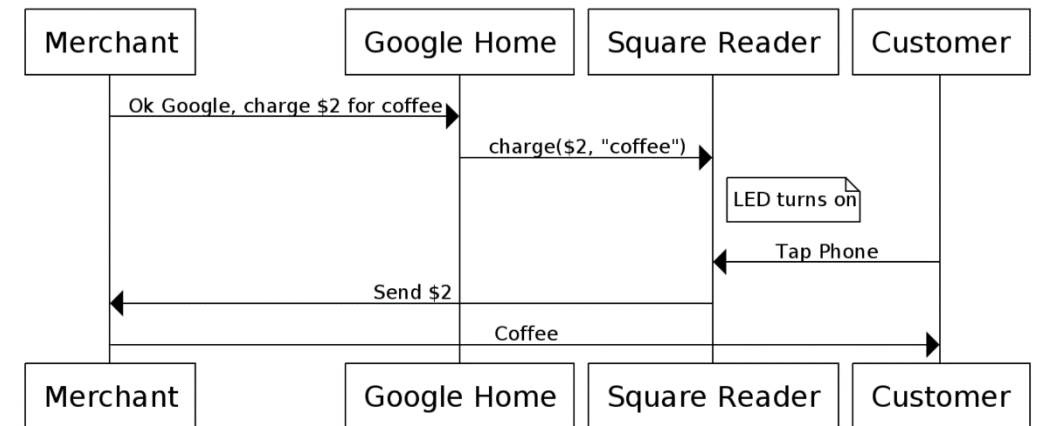 Merchant Google Home Square Reader Customer
Ok Google, charge $2 for coffee
charge($2, "coffee")
LED turns on
Tap Phone
Send $2
Coffee
Merchant Google Home Square Reader Customer